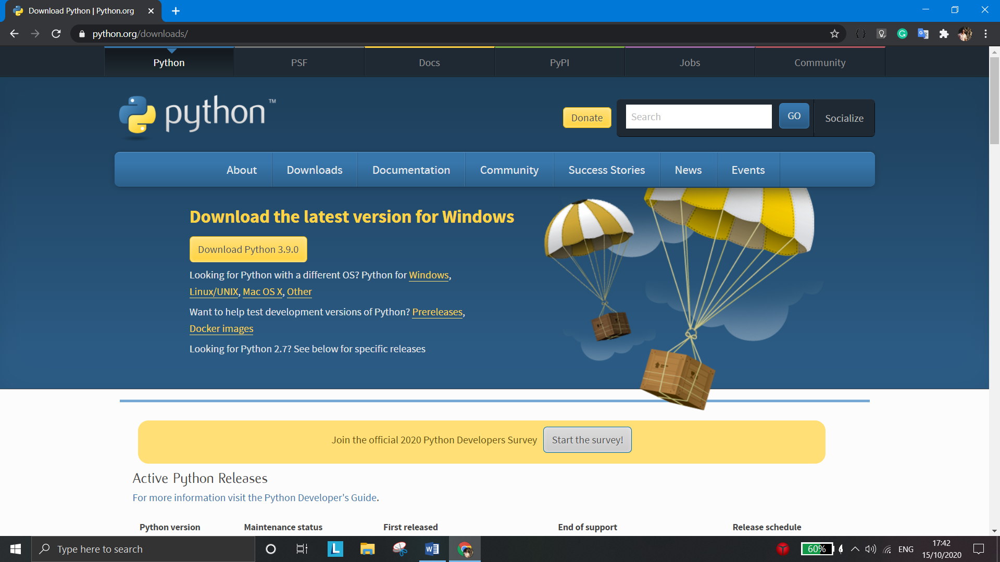 Download Python | Python.org
python.org/downloads/
Python PSF Docs PyPI Jobs Community
python™
Donate Search GO Socialize
About Downloads Documentation Community Success Stories News Events
Download the latest version for Windows
Download Python 3.9.0
Looking for Python with a different OS? Python for Windows,
Linux/UNIX, Mac OS X, Other
Want to help test development versions of Python? Prereleases,
Docker images
Looking for Python 2.7? See below for specific releases
Join the official 2020 Python Developers Survey Start the survey!
Active Python Releases
For more information visit the Python Developer's Guide.
Python version Maintenance status First released End of support Release schedule
Type here to search 60% ENG 17:42
15/10/2020